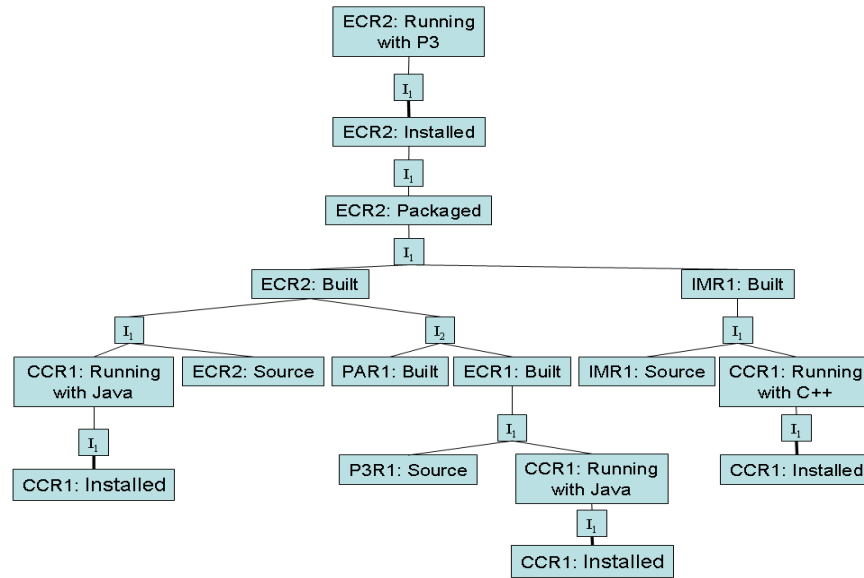 ECR2: Running
with P3
I1
ECR2: Installed
I1
ECR2: Packaged
I1
ECR2: Built
IMR1: Built
I1
I2
I1
CCR1: Running
with Java
ECR2: Source
PAR1: Built
ECR1: Built
IMR1: Source
CCR1: Running
with C++
I1
I1
I1
CCR1: Installed
P3R1: Source
CCR1: Running
with Java
CCR1: Installed
I1
CCR1: Installed